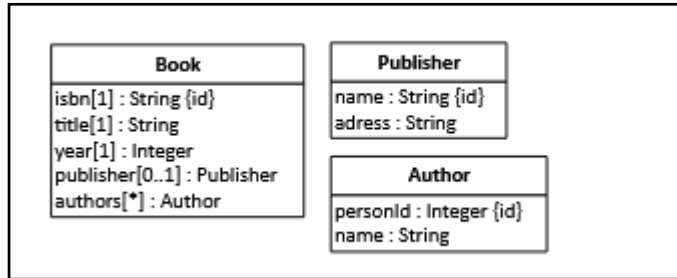 Book
isbn[1] : String {id}
title[1] : String
year[1] : Integer
publisher[0..1] : Publisher
authors[*] : Author
Publisher
name : String {id}
adress : String
Author
personId : Integer {id}
name : String